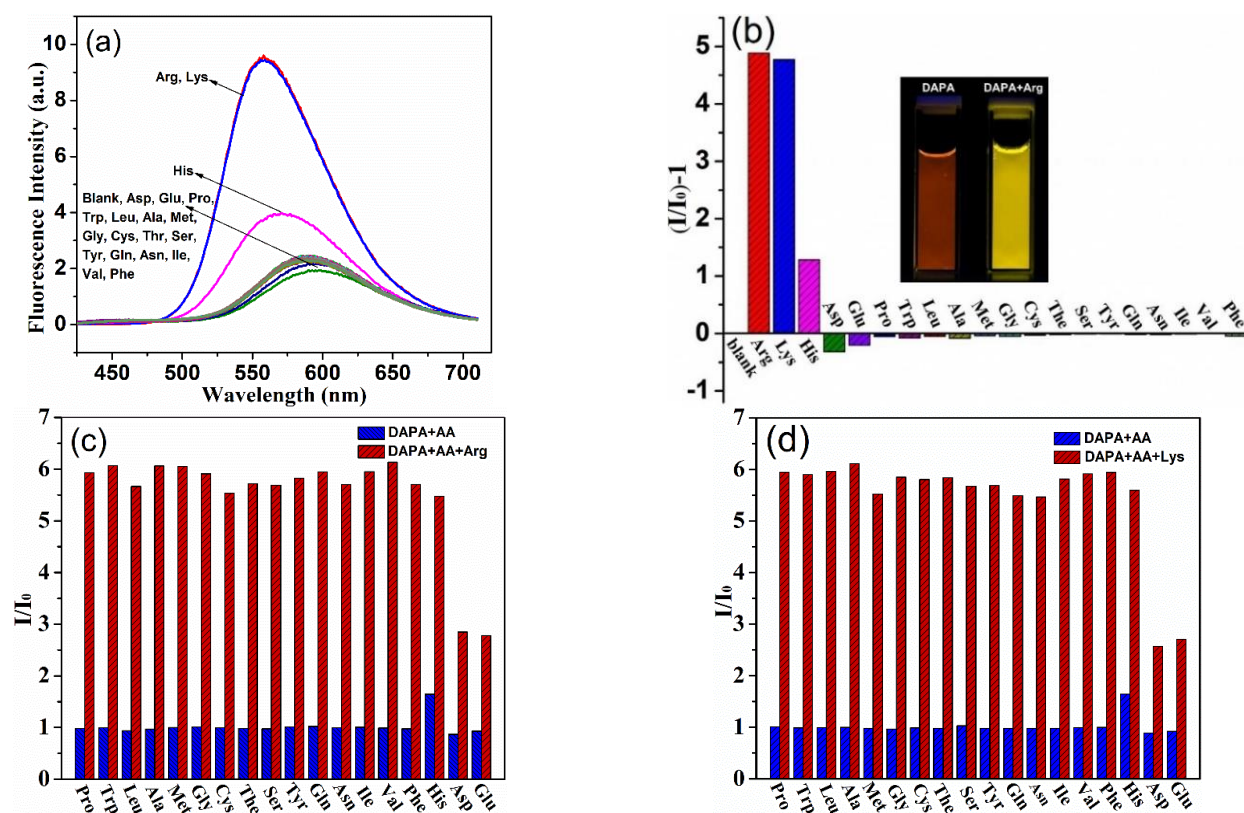 (a)
Fluorescence Intensity (a.u.)
10
8
6
4
2
0
Arg, Lys
His
Blank, Asp, Glu, Pro,
Trp, Leu, Ala, Met,
Gly, Cys, Thr, Ser,
Tyr, Gln, Asn, Ile,
Val, Phe
450 500 550 600 650 700
Wavelength (nm)
(b)
(I/I0)-1
5
4
3
2
1
0
-1
DAPA DAPA+Arg
blank Arg Lys His Asp Glu Pro Trp Leu Ala Met Gly Cys The Ser Tyr Gln Asn Ile Val Phe
(c)
I/I0
7
6
5
4
3
2
1
0
DAPA+AA
DAPA+AA+Arg
Pro Trp Leu Ala Met Gly Cys The Ser Tyr Gln Asn Ile Val Phe His Asp Glu
(d)
I/I0
7
6
5
4
3
2
1
0
DAPA+AA
DAPA+AA+Lys
Pro Trp Leu Ala Met Gly Cys The Ser Tyr Gln Asn Ile Val Phe His Asp Glu